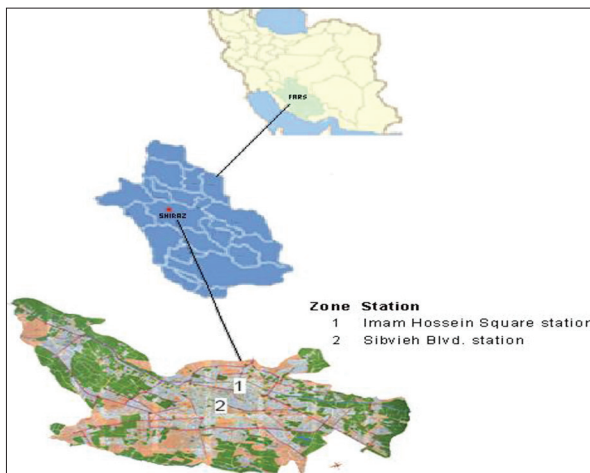 FARS
SHIRAZ
Zone Station
1 Imam Hossein Square station
2 Sibvieh Blvd. station
1
2